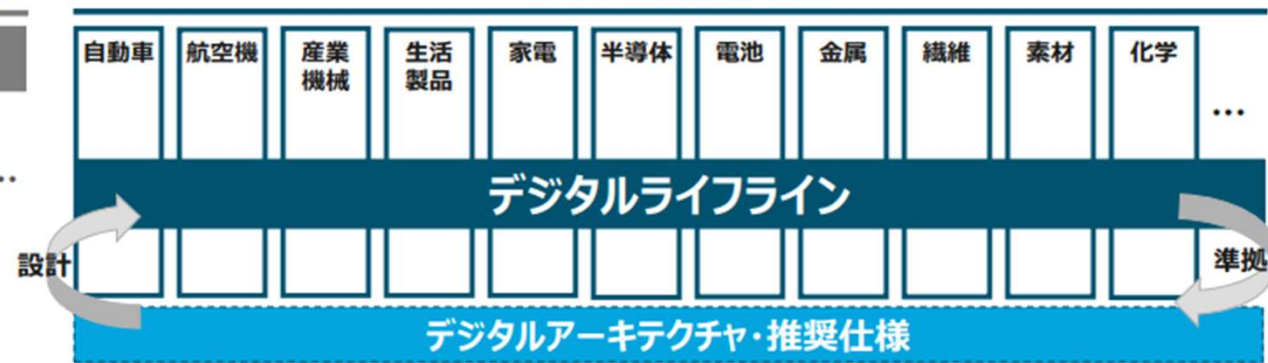 自動車
航空機
産業
機械
生活
製品
家電
半導体
電池
金属
繊維
素材
化学
…
デジタルライフライン
設計
準拠
デジタルアーキテクチャ・推奨仕様